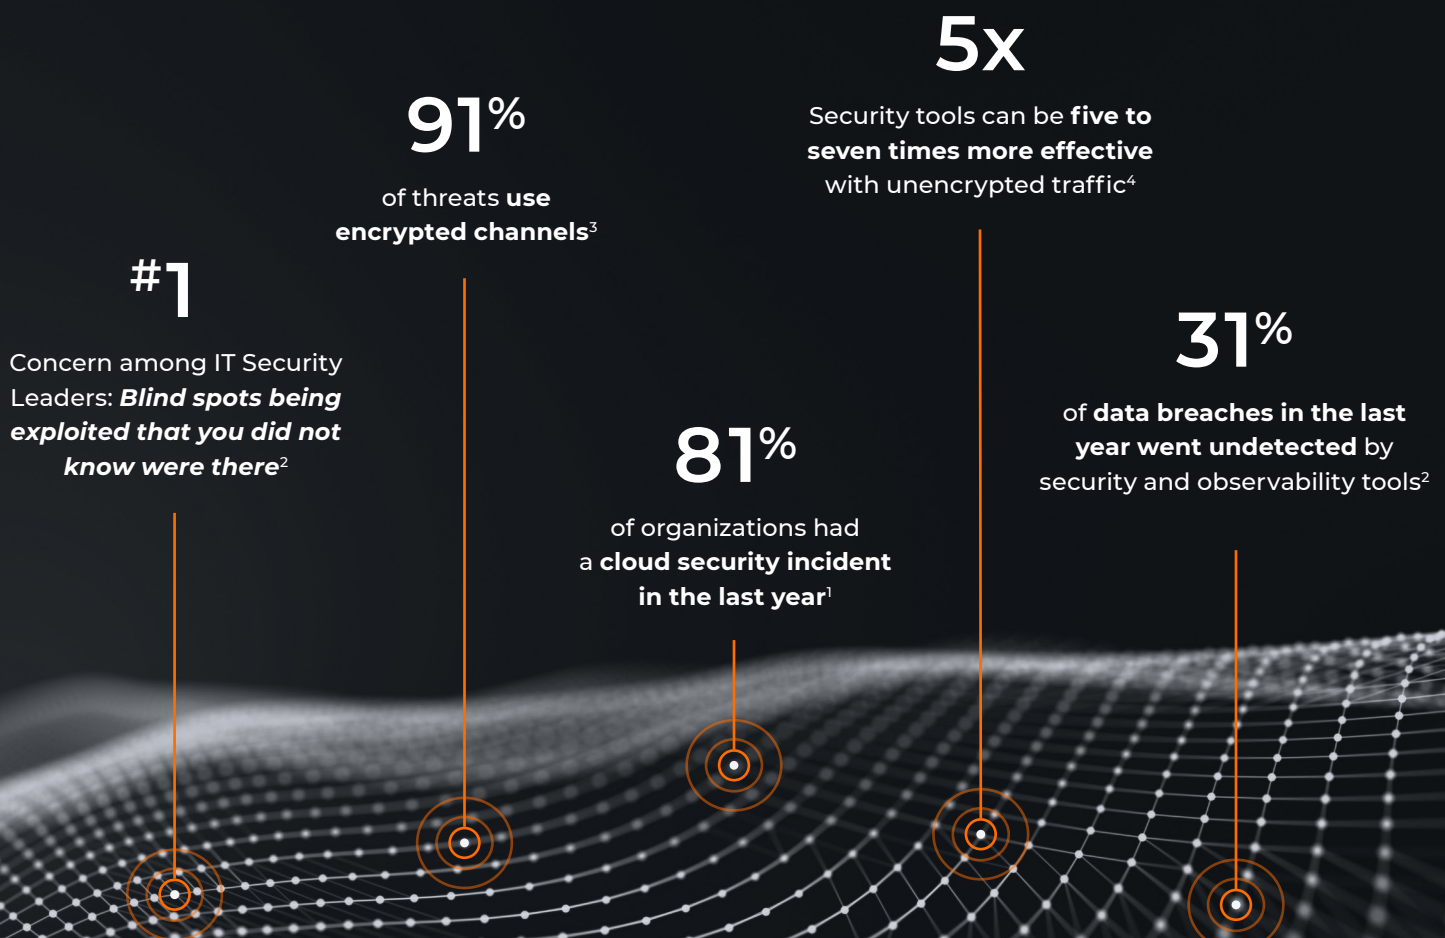 #1
Concern among IT Security
Leaders: Blind spots being
exploited that you did not
know were there²
91%
of threats use
encrypted channels³
81%
of organizations had
a cloud security incident
in the last year¹
5x
Security tools can be five to
seven times more effective
with unencrypted traffic⁴
31%
of data breaches in the last
year went undetected by
security and observability tools²